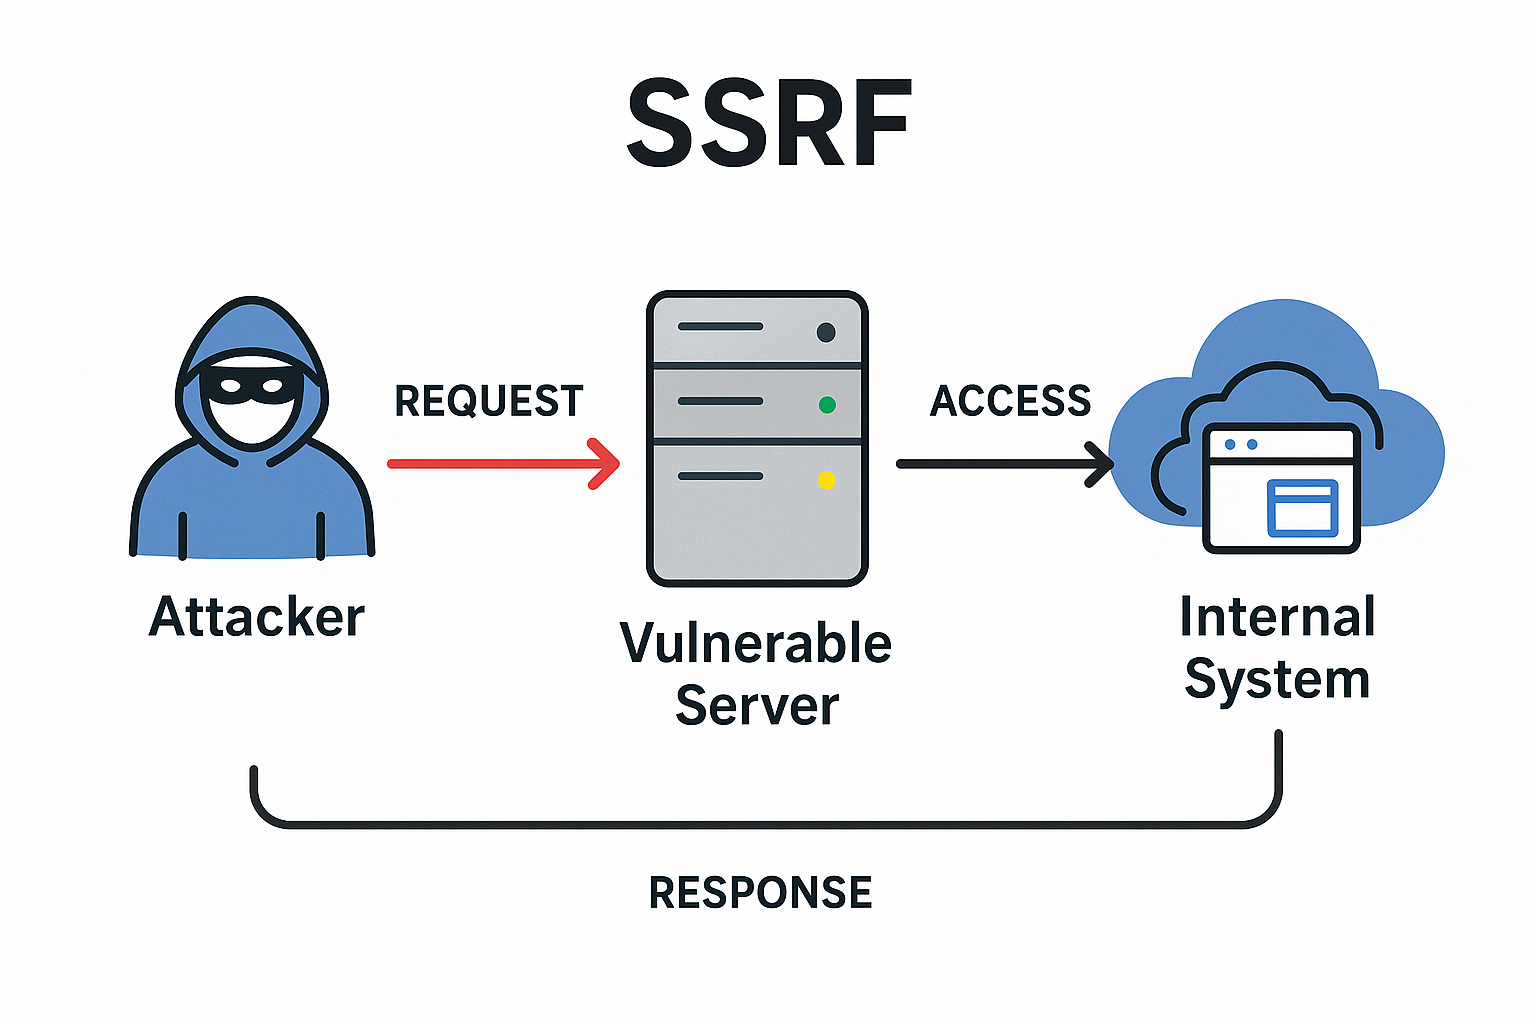 SSRF
REQUEST
ACCESS
Attacker
Vulnerable
Server
Internal
System
RESPONSE